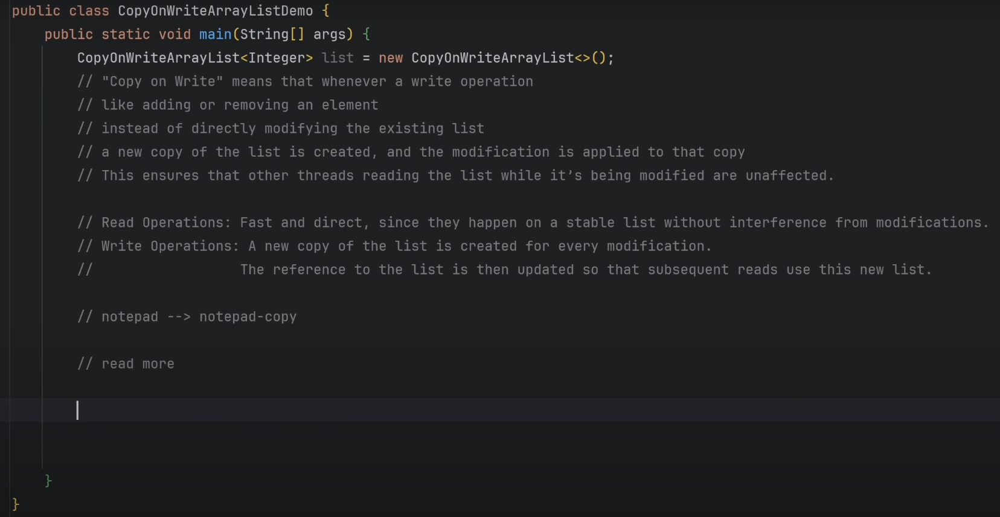 public class CopyOnWriteArrayListDemo {
public static void main(String[] args) {
CopyOnWriteArrayList<Integer> list = new CopyOnWriteArrayList<>();
// "Copy on Write" means that whenever a write operation
// like adding or removing an element
// instead of directly modifying the existing list
// a new copy of the list is created, and the modification is applied to that copy
// This ensures that other threads reading the list while it’s being modified are unaffected.
// Read Operations: Fast and direct, since they happen on a stable list without interference from modifications.
// Write Operations: A new copy of the list is created for every modification.
// The reference to the list is then updated so that subsequent reads use this new list.
// notepad --> notepad-copy
// read more
}
}